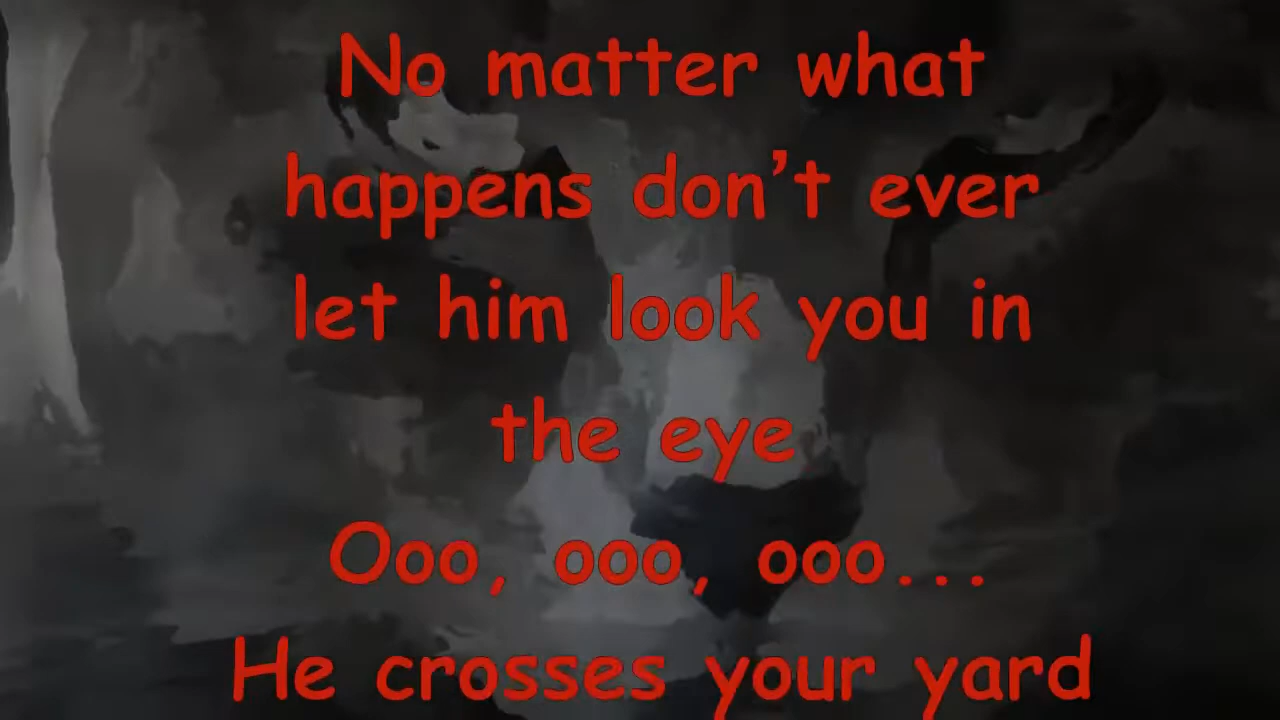 No matter what
happens don’t ever
let him look you in
the eye
Ooo, ooo, ooo...
He crosses your yard